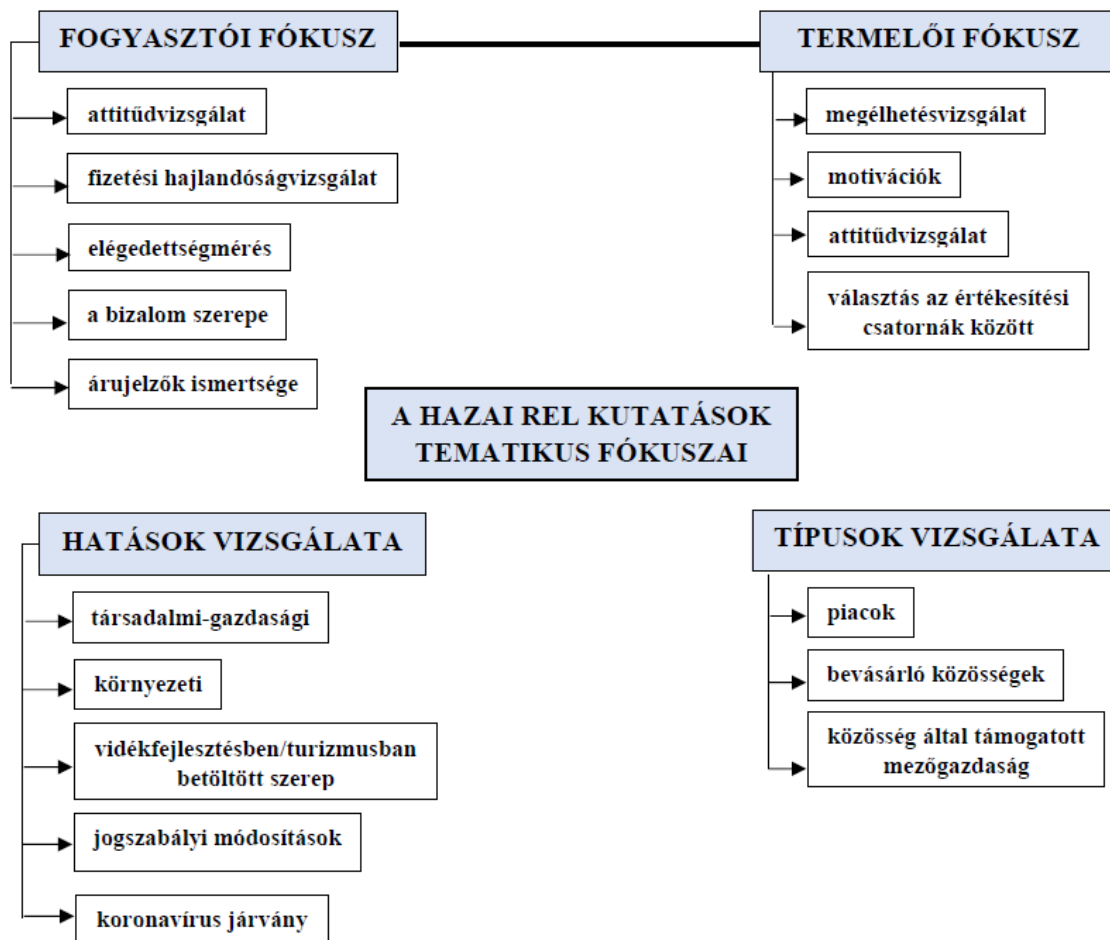 FOGYASZTÓI FÓKUSZ
attitűdvizsgálat
fizetési hajlandóságvizsgálat
elégedettségmérés
a bizalom szerepe
árujelzők ismertsége
TERMELŐI FÓKUSZ
megélhetésvizsgálat
motivációk
attitűdvizsgálat
választás az értékesítési
csatornák között
A HAZAI REL KUTATÁSOK
TEMATIKUS FÓKUSZAI
HATÁSOK VIZSGÁLATA
társadalmi-gazdasági
környezeti
vidékfejlesztésben/turizmusban
betöltött szerep
jogszabályi módosítások
koronavírus járvány
TÍPUSOK VIZSGÁLATA
piacok
bevásárló közösségek
közösség által támogatott
mezőgazdaság